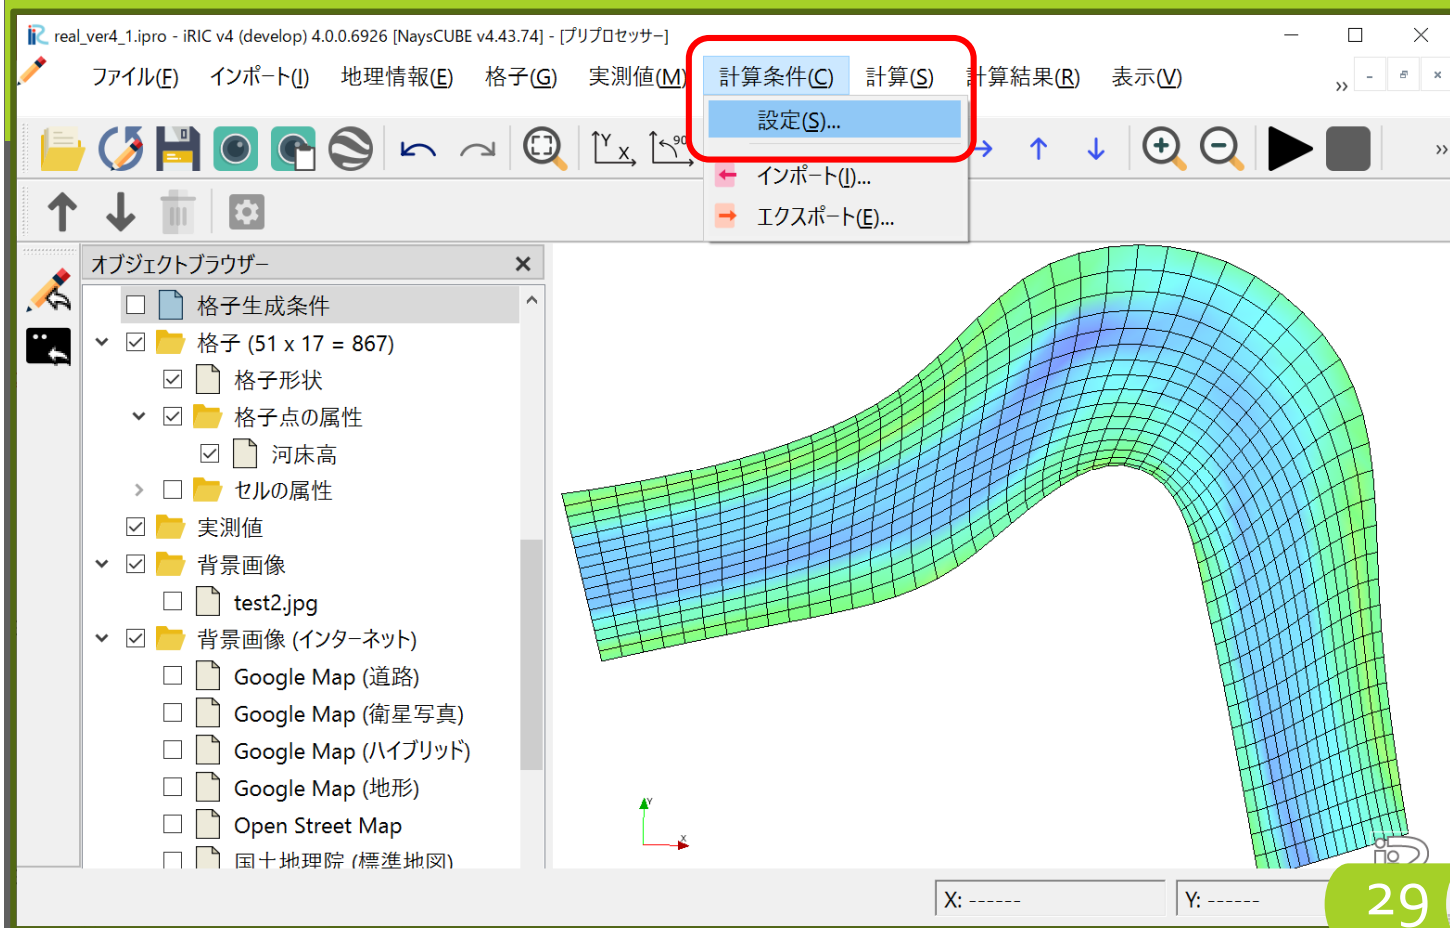 real_ver4_1.ipro - iRIC v4 (develop) 4.0.0.6926 [NaysCUBE v4.43.74] - [プリプロセッサー]
ファイル(F) インポート(I) 地理情報(E) 格子(G) 実測値(M) 計算条件(C) 計算(S) 計算結果(R) 表示(V)
設定(S)...
インポート(I)...
エクスポート(E)...
Y
X
90
オブジェクトブラウザー
格子生成条件
格子 (51 x 17 = 867)
格子形状
格子点の属性
河床高
セルの属性
実測値
背景画像
test2.jpg
背景画像 (インターネット)
Google Map (道路)
Google Map (衛星写真)
Google Map (ハイブリッド)
Google Map (地形)
Open Street Map
国土地理院 (標準地図)
Y
X
X: ------
Y: ------
29